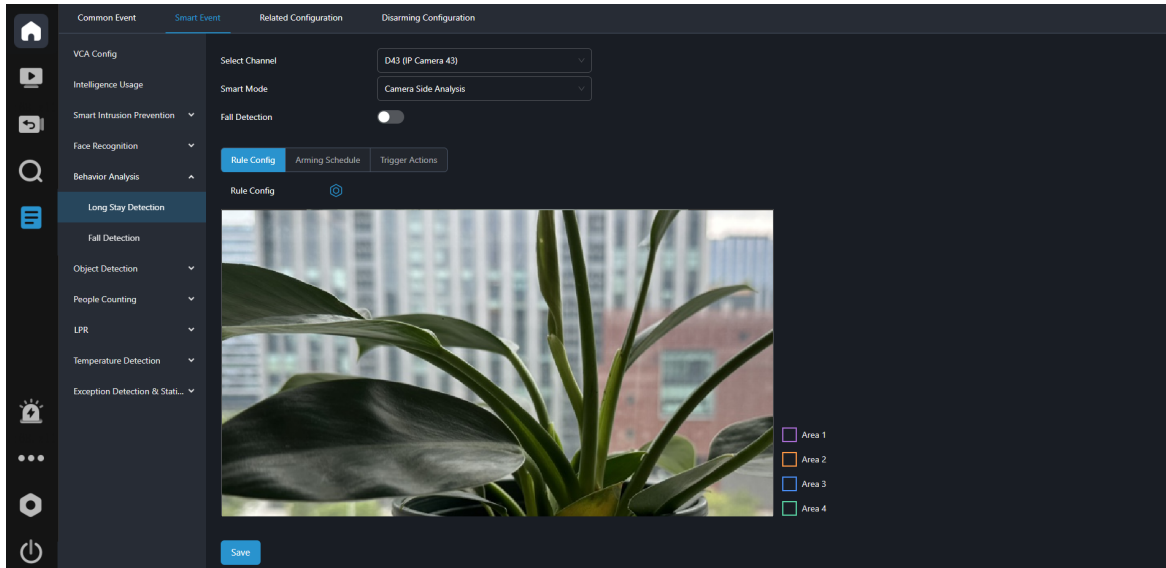 Common Event
Smart Event
Related Configuration
Disarming Configuration
VCA Config
Intelligence Usage
Smart Intrusion Prevention
Face Recognition
Behavior Analysis
Long Stay Detection
Fall Detection
Object Detection
People Counting
LPR
Temperature Detection
Exception Detection & Stati...
Select Channel
D43 (IP Camera 43)
Smart Mode
Camera Side Analysis
Fall Detection
Rule Config
Arming Schedule
Trigger Actions
Rule Config
Area 1
Area 2
Area 3
Area 4
Save